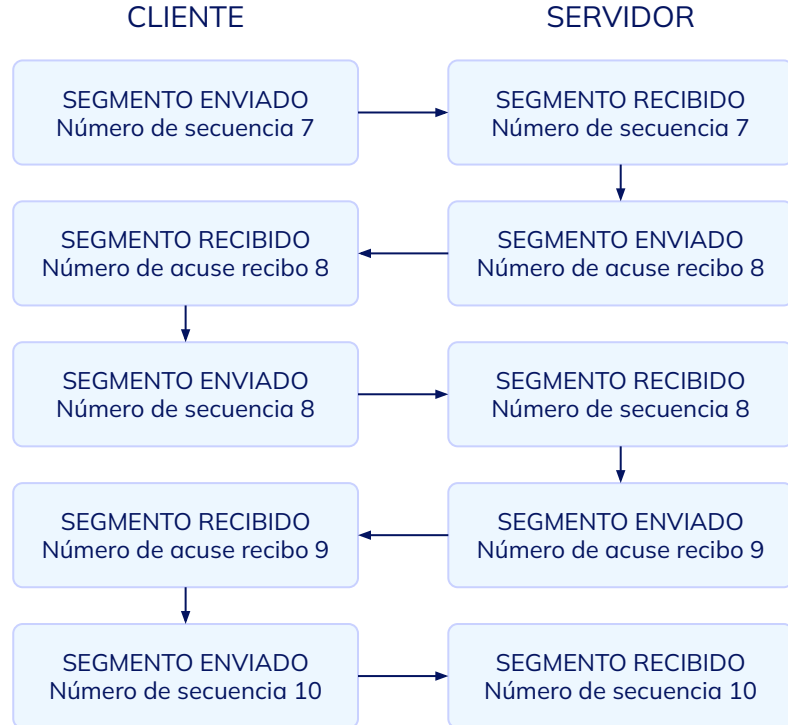 CLIENTE
SERVIDOR
SEGMENTO ENVIADO
Número de secuencia 7
SEGMENTO RECIBIDO
Número de secuencia 7
SEGMENTO RECIBIDO
Número de acuse recibo 8
SEGMENTO ENVIADO
Número de acuse recibo 8
SEGMENTO ENVIADO
Número de secuencia 8
SEGMENTO RECIBIDO
Número de secuencia 8
SEGMENTO RECIBIDO
Número de acuse recibo 9
SEGMENTO ENVIADO
Número de acuse recibo 9
SEGMENTO ENVIADO
Número de secuencia 10
SEGMENTO RECIBIDO
Número de secuencia 10